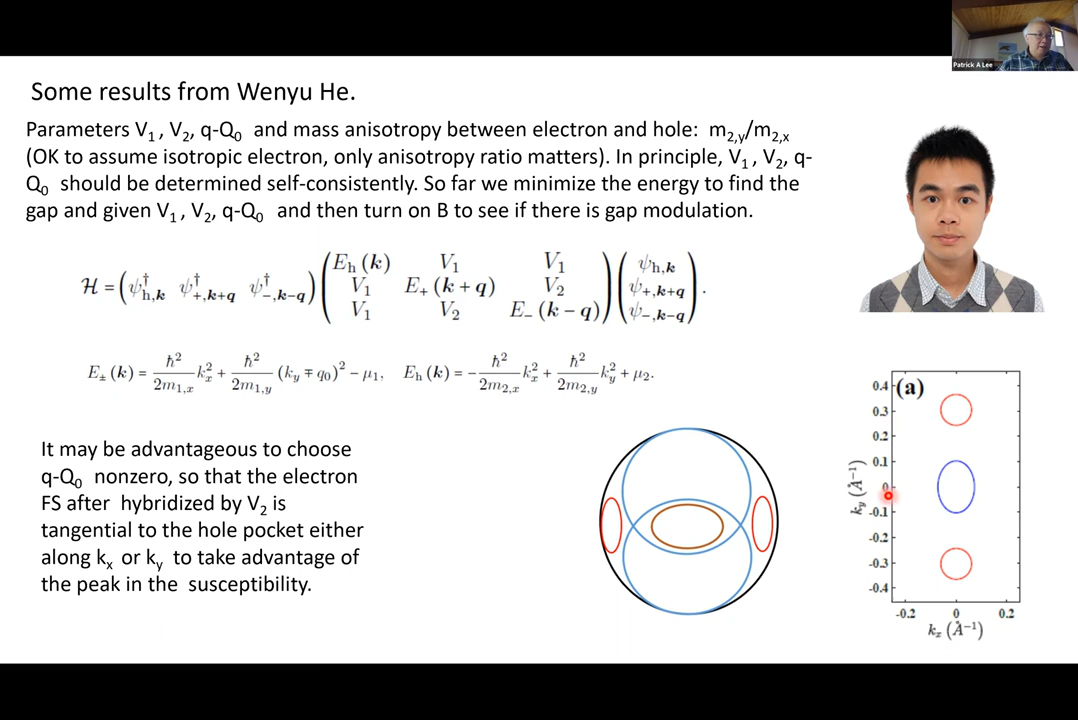 Patrick A Lee
Some results from Wenyu He.
Parameters V₁ , V₂, q-Q₀ and mass anisotropy between electron and hole: m₂,y/m₂,x
(OK to assume isotropic electron, only anisotropy ratio matters). In principle, V₁ , V₂, q-
Q₀ should be determined self-consistently. So far we minimize the energy to find the
gap and given V₁ , V₂, q-Q₀ and then turn on B to see if there is gap modulation.
ℋ = (ψ†h,k ψ†+,k+q ψ†−,k−q) ( Eh (k) V₁ V₁
V₁ E+ (k + q) V₂
V₁ V₂ E− (k − q) ) ( ψh,k
ψ+,k+q
ψ−,k−q ) .
E± (k) = ħ²/2m₁,x k²x + ħ²/2m₁,y (ky ∓ q₀)² − μ₁, Eh (k) = − ħ²/2m₂,x k²x + ħ²/2m₂,y k²y + μ₂.
It may be advantageous to choose
q-Q₀ nonzero, so that the electron
FS after hybridized by V₂ is
tangential to the hole pocket either
along kx or ky to take advantage of
the peak in the susceptibility.
(a)
0.4
0.3
0.2
0.1
0
-0.1
-0.2
-0.3
-0.4
ky (Å⁻¹)
-0.2 0 0.2
kx (Å⁻¹)